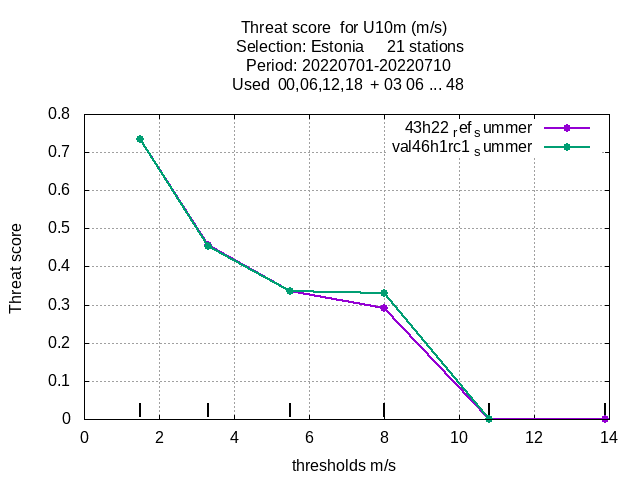 Threat score  for U10m (m/s)
Selection: Estonia     21 stations
Period: 20220701-20220710
Used  00,06,12,18  + 03 06 ... 48
43h22 ref summer
val46h1rc1 summer
0.8
0.7
0.6
0.5
0.4
0.3
0.2
0.1
0
Threat score
0 2 4 6 8 10 12 14
thresholds m/s